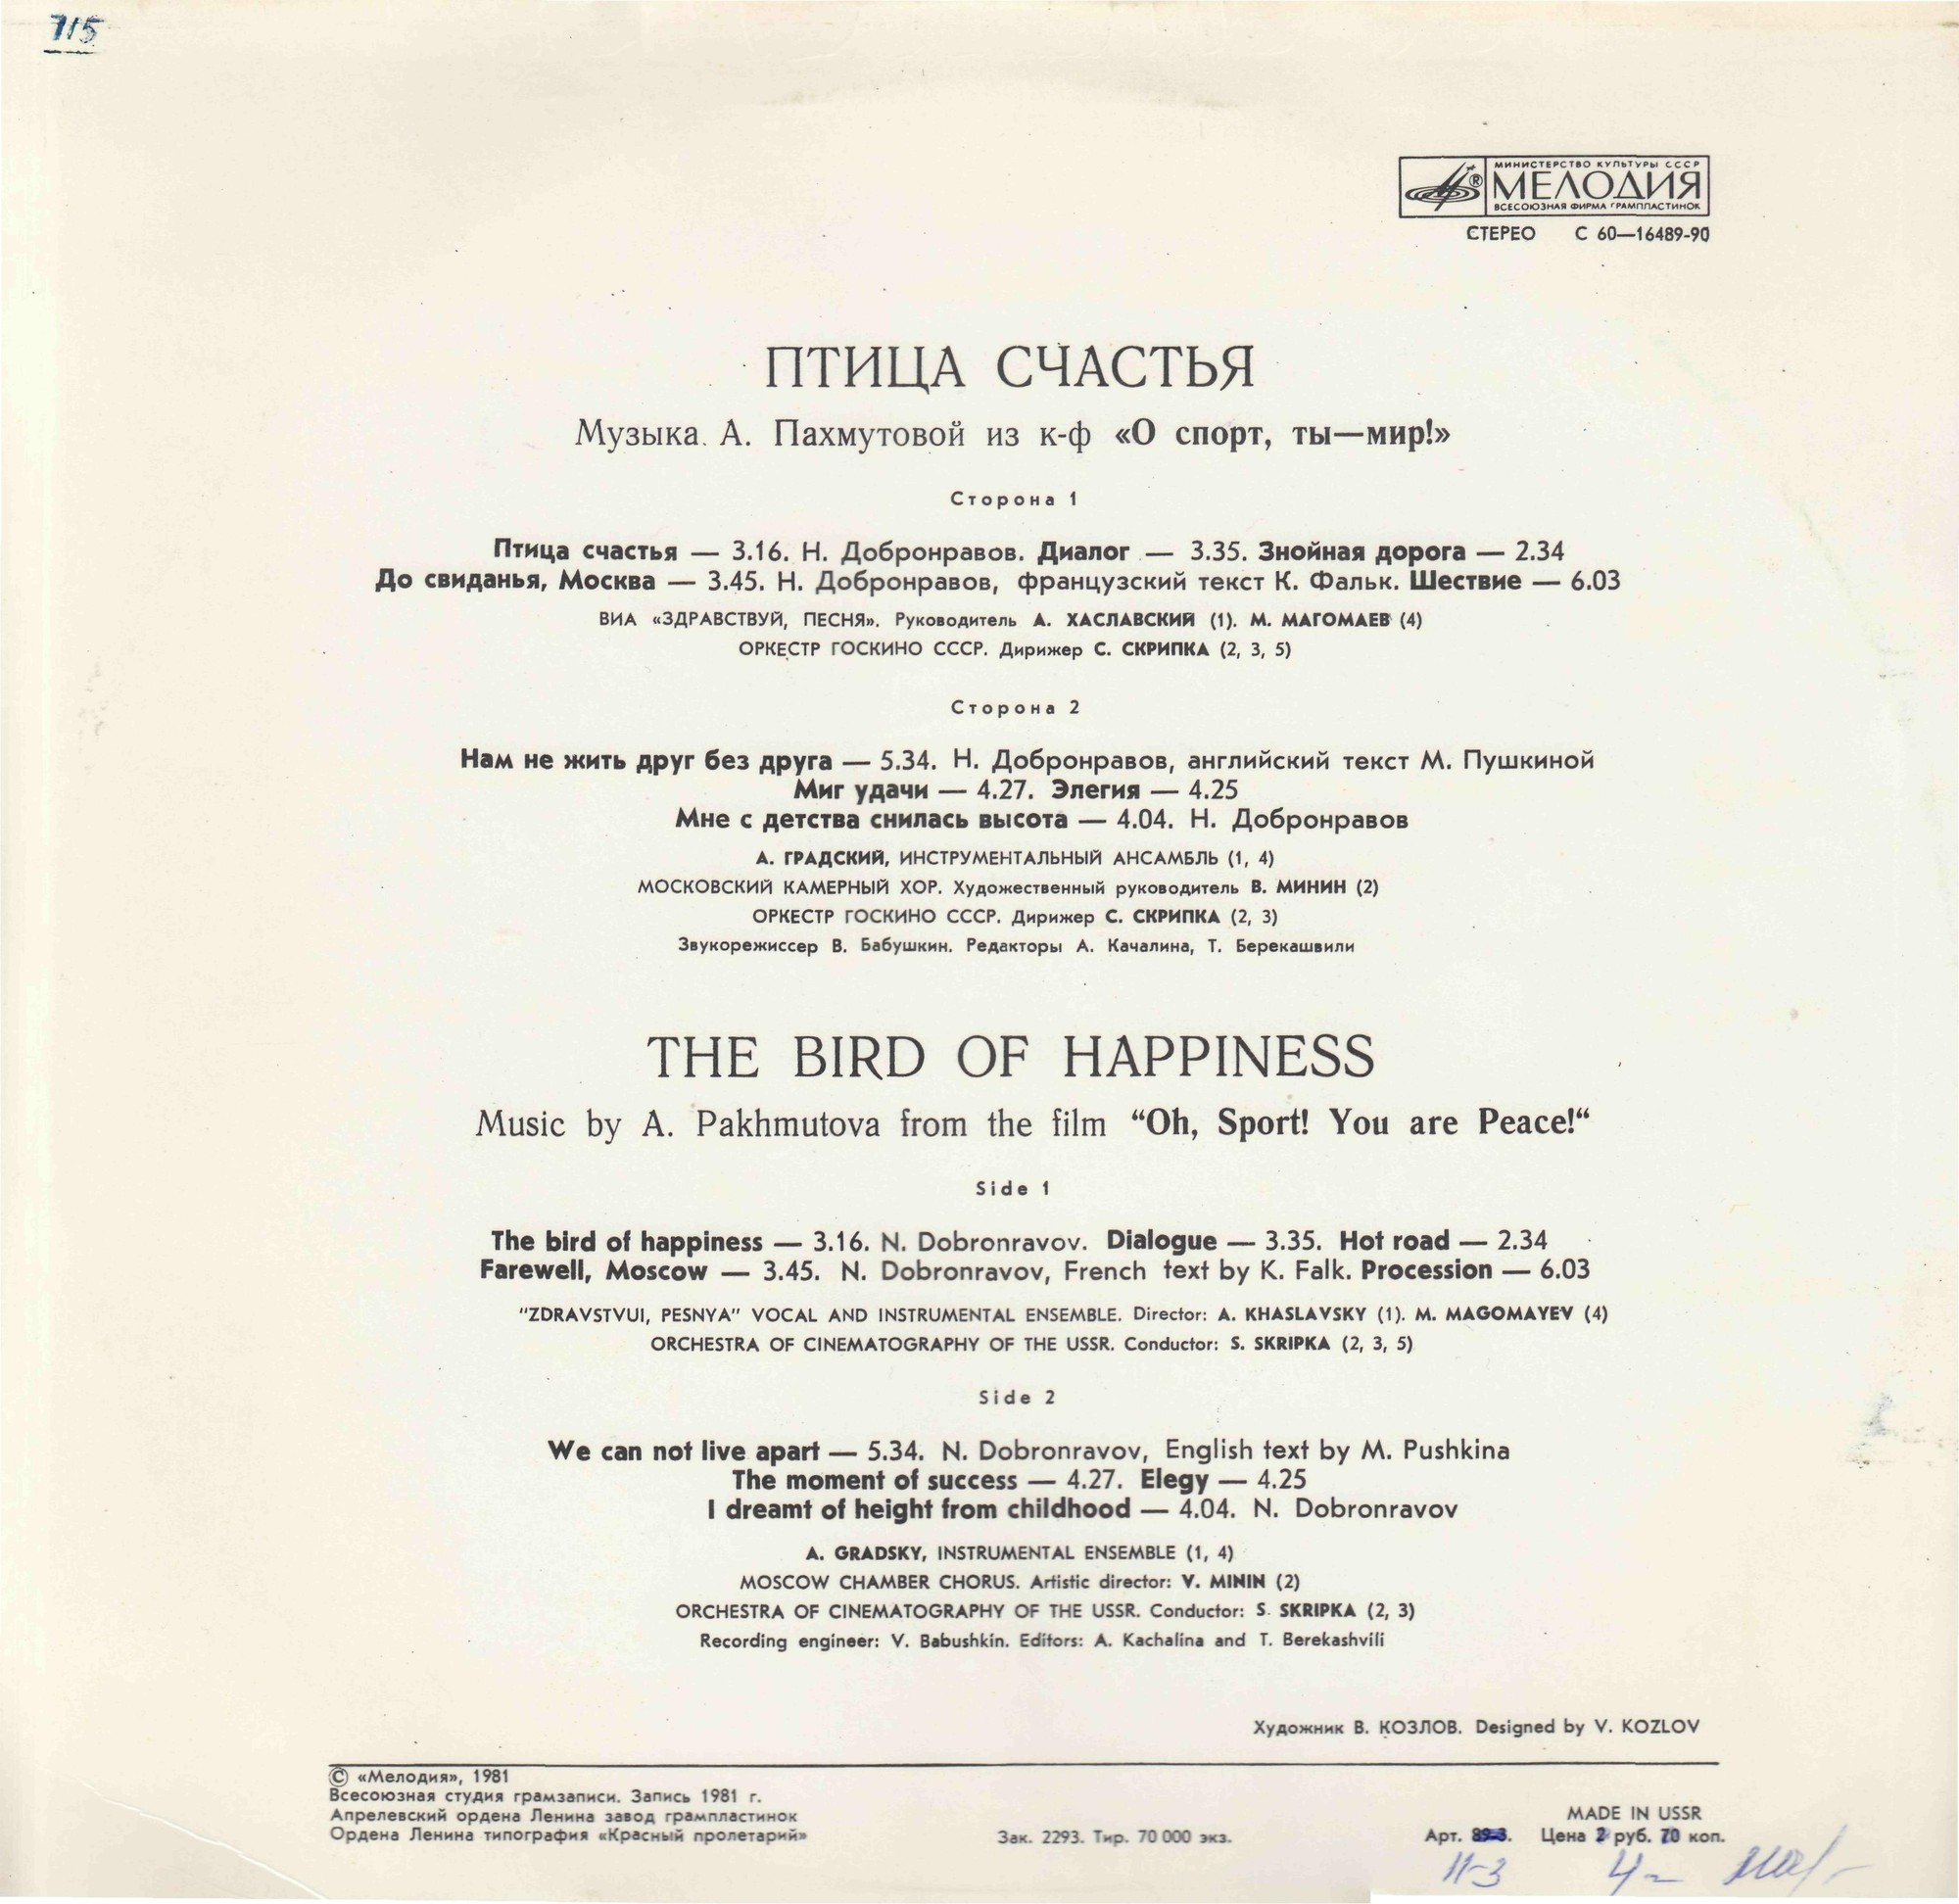 715
МИНИСТЕРСТВО КУЛЬТУРЫ СССР
® МЕЛОДИЯ
ВСЕСОЮЗНАЯ ФИРМА ГРАМПЛАСТИНОК
СТЕРЕО С 60—16489-90
ПТИЦА СЧАСТЬЯ
Музыка А. Пахмутовой из к-ф «О спорт, ты—мир!»
Сторона 1
Птица счастья — 3.16. Н. Добронравов. Диалог — 3.35. Знойная дорога — 2.34
До свиданья, Москва — 3.45. Н. Добронравов, французский текст К. Фальк. Шествие — 6.03
ВИА «ЗДРАВСТВУЙ, ПЕСНЯ». Руководитель А. ХАСЛАВСКИЙ (1). М. МАГОМАЕВ (4)
ОРКЕСТР ГОСКИНО СССР. Дирижер С. СКРИПКА (2, 3, 5)
Сторона 2
Нам не жить друг без друга — 5.34. Н. Добронравов, английский текст М. Пушкиной
Миг удачи — 4.27. Элегия — 4.25
Мне с детства снилась высота — 4.04. Н. Добронравов
А. ГРАДСКИЙ, ИНСТРУМЕНТАЛЬНЫЙ АНСАМБЛЬ (1, 4)
МОСКОВСКИЙ КАМЕРНЫЙ ХОР. Художественный руководитель В. МИНИН (2)
ОРКЕСТР ГОСКИНО СССР. Дирижер С. СКРИПКА (2, 3)
Звукорежиссер В. Бабушкин. Редакторы А. Качалина, Т. Берекашвили
THE BIRD OF HAPPINESS
Music by A. Pakhmutova from the film “Oh, Sport! You are Peace!“
Side 1
The bird of happiness — 3.16. N. Dobronravov. Dialogue — 3.35. Hot road — 2.34
Farewell, Moscow — 3.45. N. Dobronravov, French text by K. Falk. Procession — 6.03
"ZDRAVSTVUI, PESNYA" VOCAL AND INSTRUMENTAL ENSEMBLE. Director: A. KHASLAVSKY (1). M. MAGOMAYEV (4)
ORCHESTRA OF CINEMATOGRAPHY OF THE USSR. Conductor: S. SKRIPKA (2, 3, 5)
Side 2
We can not live apart — 5.34. N. Dobronravov, English text by M. Pushkina
The moment of success — 4.27. Elegy — 4.25
I dreamt of height from childhood — 4.04. N. Dobronravov
A. GRADSKY, INSTRUMENTAL ENSEMBLE (1, 4)
MOSCOW CHAMBER CHORUS. Artistic director: V. MININ (2)
ORCHESTRA OF CINEMATOGRAPHY OF THE USSR. Conductor: S. SKRIPKA (2, 3)
Recording engineer: V. Babushkin. Editors: A. Kachalina and T. Berekashvili
Художник В. КОЗЛОВ. Designed by V. KOZLOV
© «Мелодия», 1981
Всесоюзная студия грамзаписи. Запись 1981 г.
Апрелевский ордена Ленина завод грампластинок
Ордена Ленина типография «Красный пролетарий»
Зак. 2293. Тир. 70 000 экз.
MADE IN USSR
Арт. Цена 2 руб. 70 коп.
11-3 4-